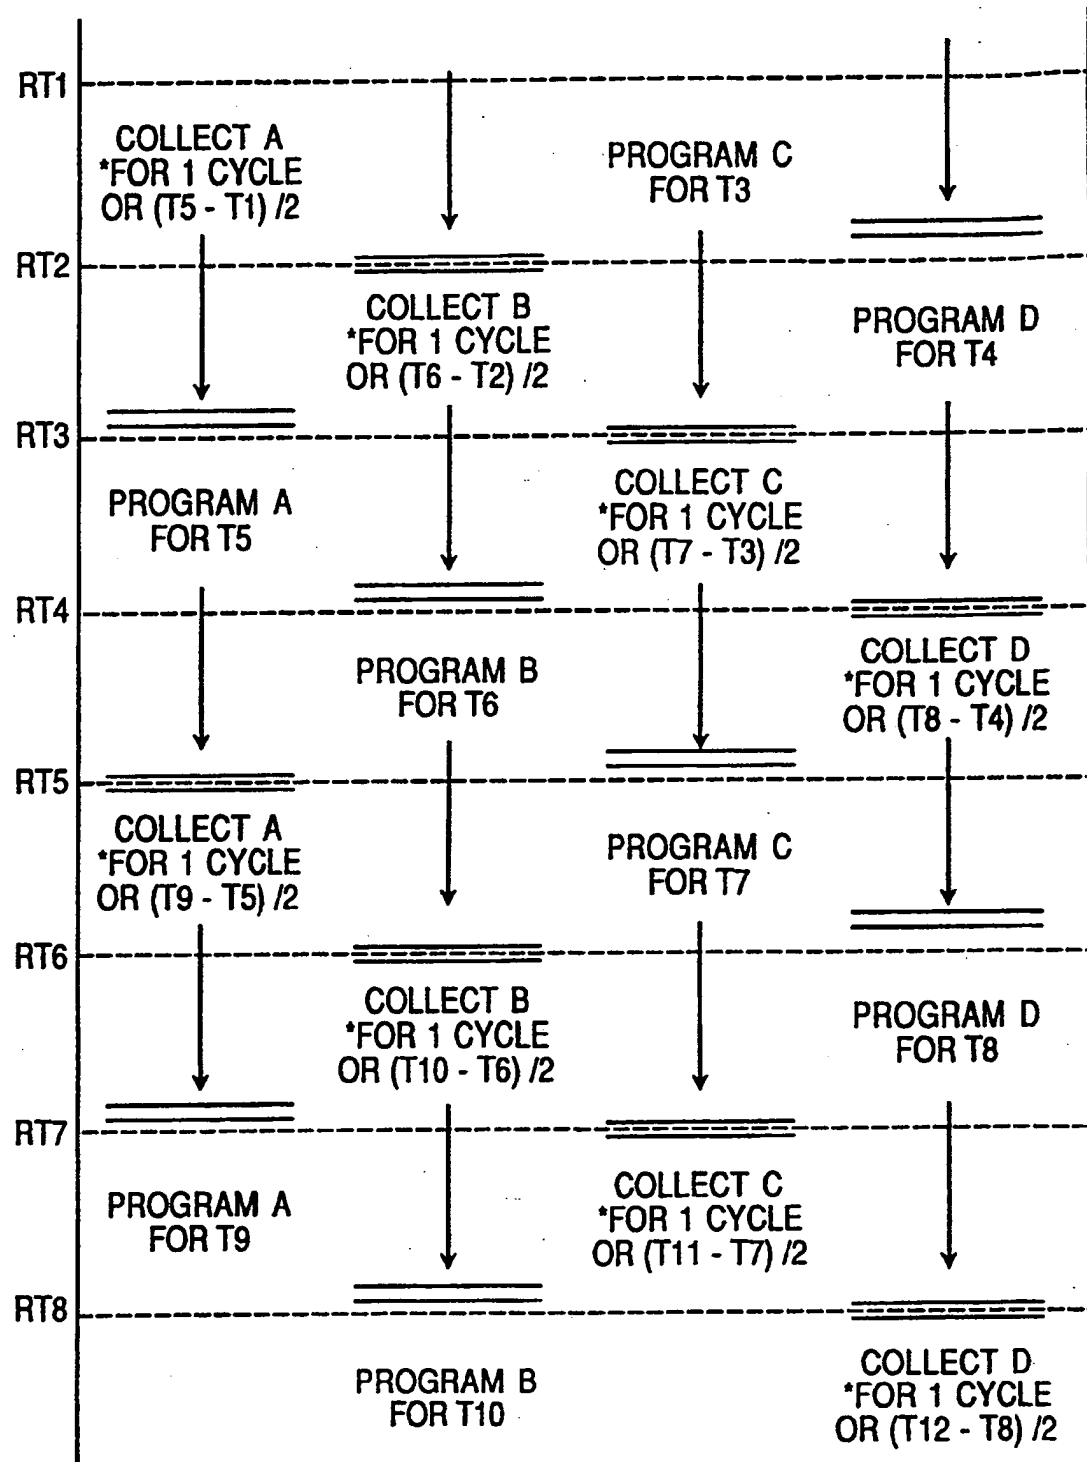 RT1
COLLECT A
*FOR 1 CYCLE
OR (T5 - T1) /2
PROGRAM C
FOR T3
RT2
COLLECT B
*FOR 1 CYCLE
OR (T6 - T2) /2
PROGRAM D
FOR T4
RT3
PROGRAM A
FOR T5
COLLECT C
*FOR 1 CYCLE
OR (T7 - T3) /2
RT4
PROGRAM B
FOR T6
COLLECT D
*FOR 1 CYCLE
OR (T8 - T4) /2
RT5
COLLECT A
*FOR 1 CYCLE
OR (T9 - T5) /2
PROGRAM C
FOR T7
RT6
COLLECT B
*FOR 1 CYCLE
OR (T10 - T6) /2
PROGRAM D
FOR T8
RT7
PROGRAM A
FOR T9
COLLECT C
*FOR 1 CYCLE
OR (T11 - T7) /2
RT8
PROGRAM B
FOR T10
COLLECT D
*FOR 1 CYCLE
OR (T12 - T8) /2